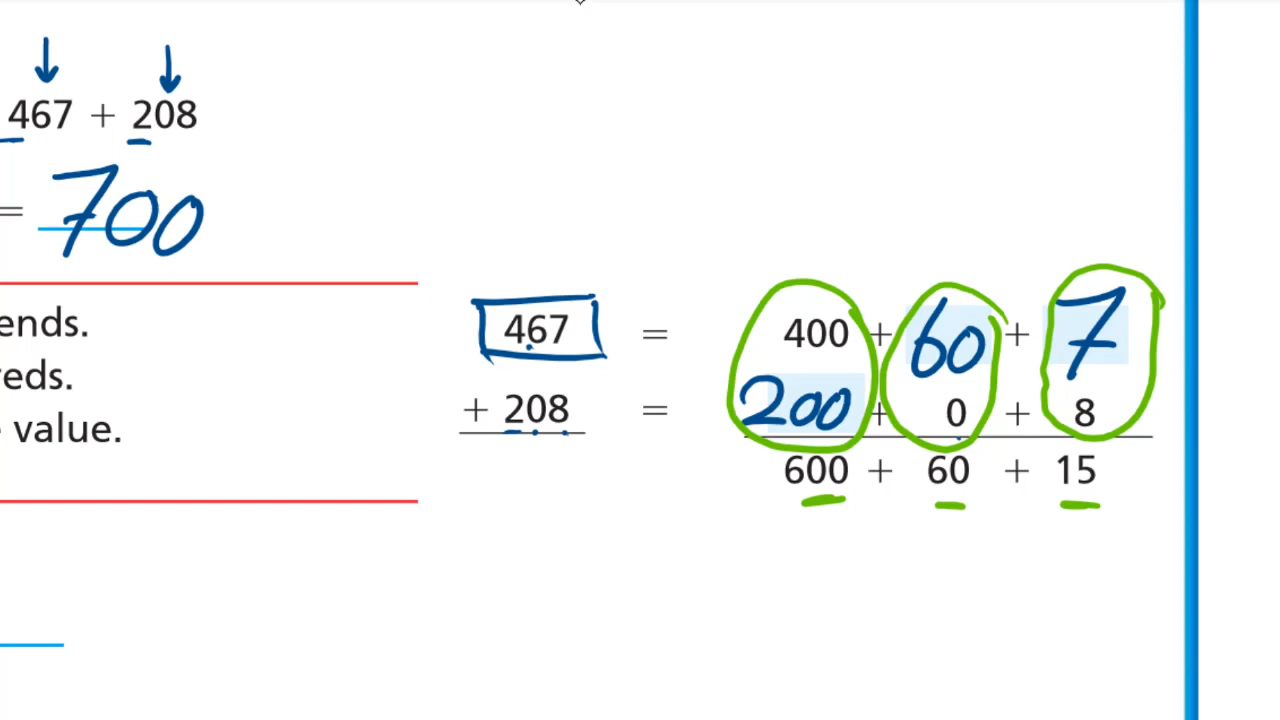 467 + 208
= 700
ends.
reds.
value.
467 = 400 + 60 + 7
+ 208 = 200 + 0 + 8
600 + 60 + 15